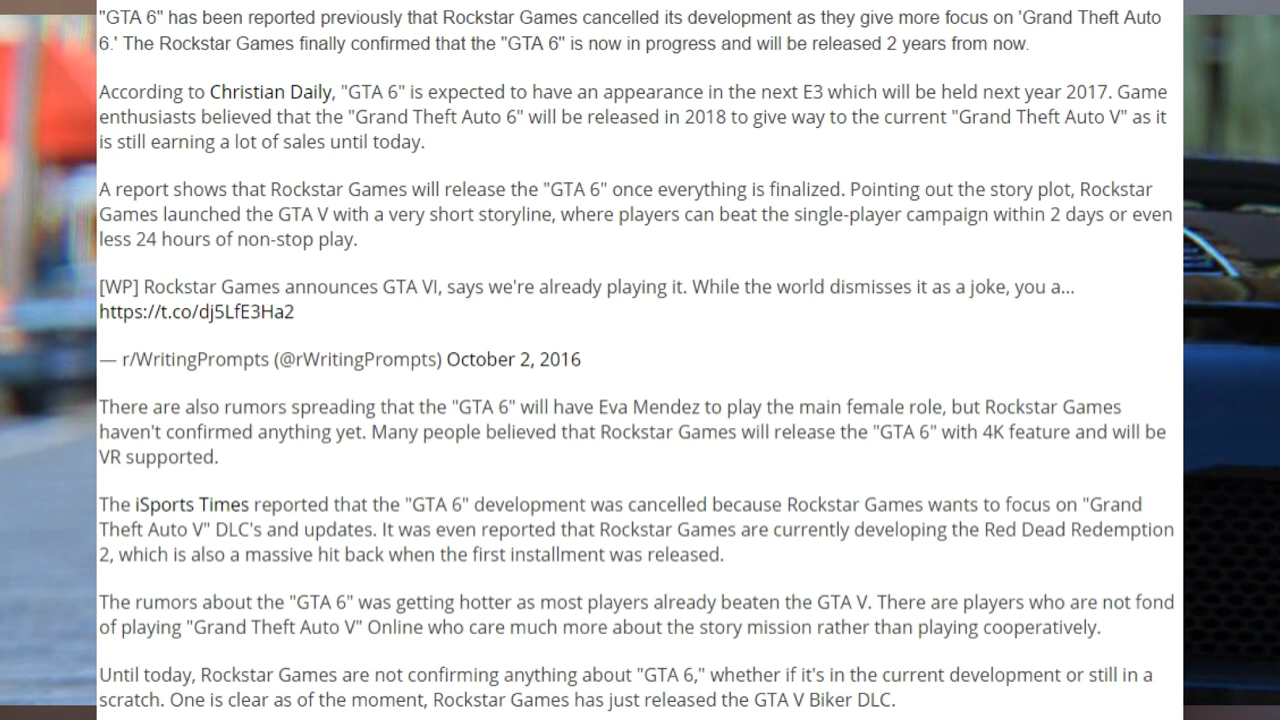 "GTA 6" has been reported previously that Rockstar Games cancelled its development as they give more focus on 'Grand Theft Auto
6.' The Rockstar Games finally confirmed that the "GTA 6" is now in progress and will be released 2 years from now.
According to Christian Daily, "GTA 6" is expected to have an appearance in the next E3 which will be held next year 2017. Game
enthusiasts believed that the "Grand Theft Auto 6" will be released in 2018 to give way to the current "Grand Theft Auto V" as it
is still earning a lot of sales until today.
A report shows that Rockstar Games will release the "GTA 6" once everything is finalized. Pointing out the story plot, Rockstar
Games launched the GTA V with a very short storyline, where players can beat the single-player campaign within 2 days or even
less 24 hours of non-stop play.
[WP] Rockstar Games announces GTA VI, says we're already playing it. While the world dismisses it as a joke, you a...
https://t.co/dj5LfE3Ha2
— r/WritingPrompts (@rWritingPrompts) October 2, 2016
There are also rumors spreading that the "GTA 6" will have Eva Mendez to play the main female role, but Rockstar Games
haven't confirmed anything yet. Many people believed that Rockstar Games will release the "GTA 6" with 4K feature and will be
VR supported.
The iSports Times reported that the "GTA 6" development was cancelled because Rockstar Games wants to focus on "Grand
Theft Auto V" DLC's and updates. It was even reported that Rockstar Games are currently developing the Red Dead Redemption
2, which is also a massive hit back when the first installment was released.
The rumors about the "GTA 6" was getting hotter as most players already beaten the GTA V. There are players who are not fond
of playing "Grand Theft Auto V" Online who care much more about the story mission rather than playing cooperatively.
Until today, Rockstar Games are not confirming anything about "GTA 6," whether if it's in the current development or still in a
scratch. One is clear as of the moment, Rockstar Games has just released the GTA V Biker DLC.